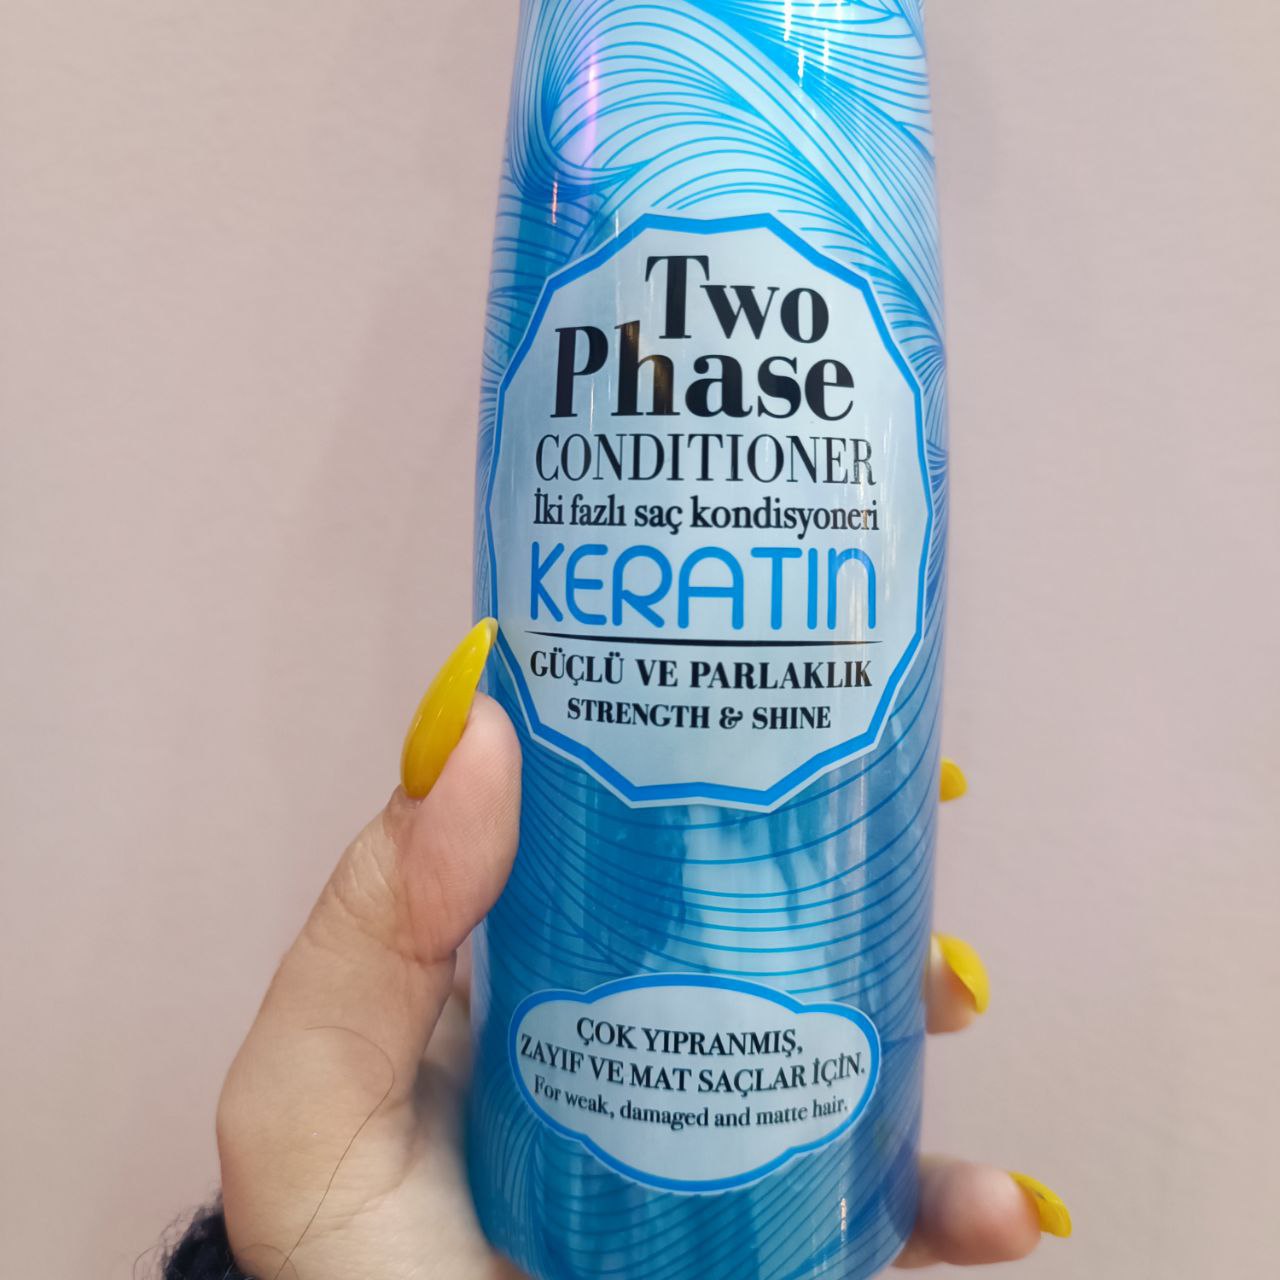 Two
Phase
CONDITIONER
İki fazlı saç kondisyoneri
KERATIN
GÜÇLÜ VE PARLAKLIK
STRENGTH & SHINE
ÇOK YIPRANMIŞ,
ZAYIF VE MAT SAÇLAR İÇİN.
For weak, damaged and matte hair.